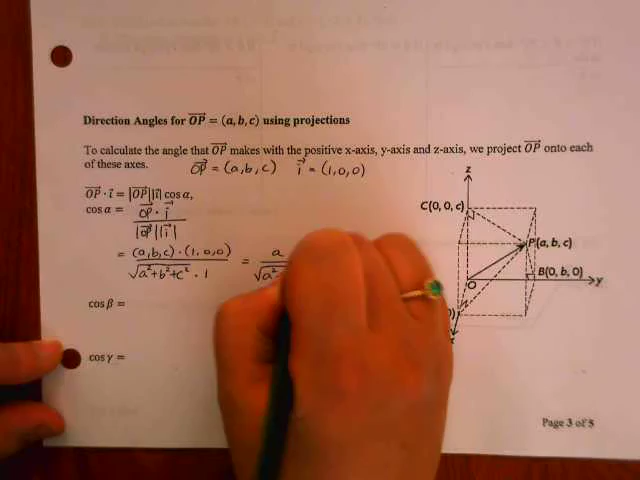 Direction Angles for OP = (a, b, c) using projections
To calculate the angle that OP makes with the positive x-axis, y-axis and z-axis, we project OP onto each
of these axes. OP = (a,b,c) i = (1,0,0)
OP · i = |OP||i| cos α,
cos α = OP · i
|OP||i|
= (a,b,c)·(1,0,0) = a
√a²+b²+c² · 1 √a²
cos β =
cos γ =
z
C(0, 0, c)
P(a, b, c)
B(0, b, 0)
O
y
Page 3 of 5